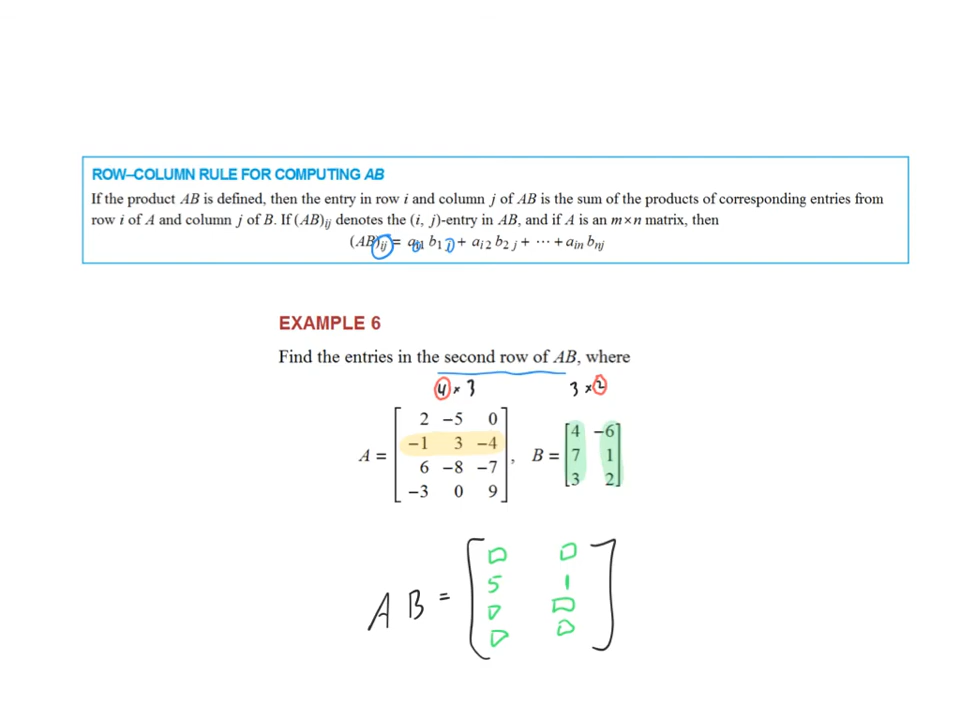 ROW–COLUMN RULE FOR COMPUTING AB
If the product AB is defined, then the entry in row i and column j of AB is the sum of the products of corresponding entries from
row i of A and column j of B. If (AB)ij denotes the (i, j)-entry in AB, and if A is an m×n matrix, then
(AB)ij = ai1 b1 j + ai2 b2 j + ⋯ + ain bnj
EXAMPLE 6
Find the entries in the second row of AB, where
4 × 3 3 × 2
2 −5 0
−1 3 −4
6 −8 −7
−3 0 9
A = ,
4 −6
7 1
3 2
B =
A B =
5 1